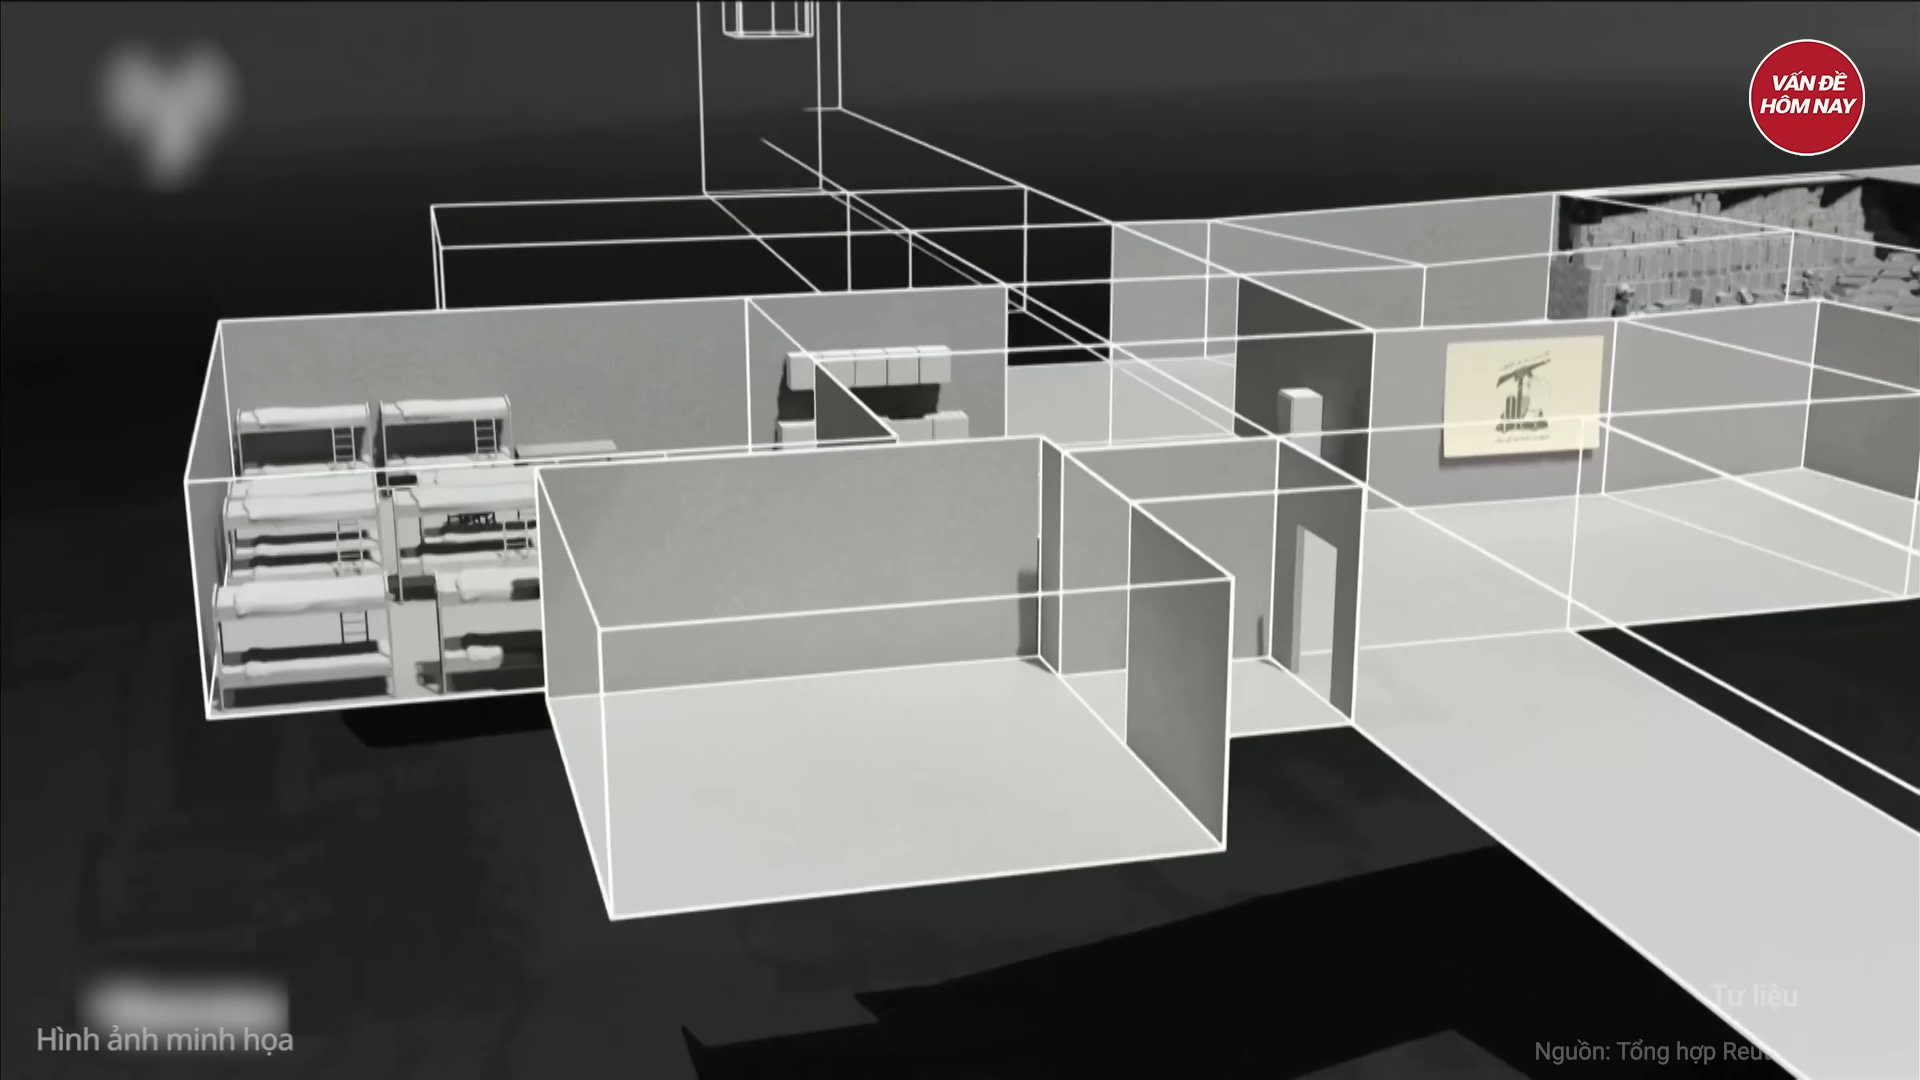 VẤN ĐỀ
HÔM NAY
Tư liệu
Hình ảnh minh họa
Nguồn: Tổng hợp Reu